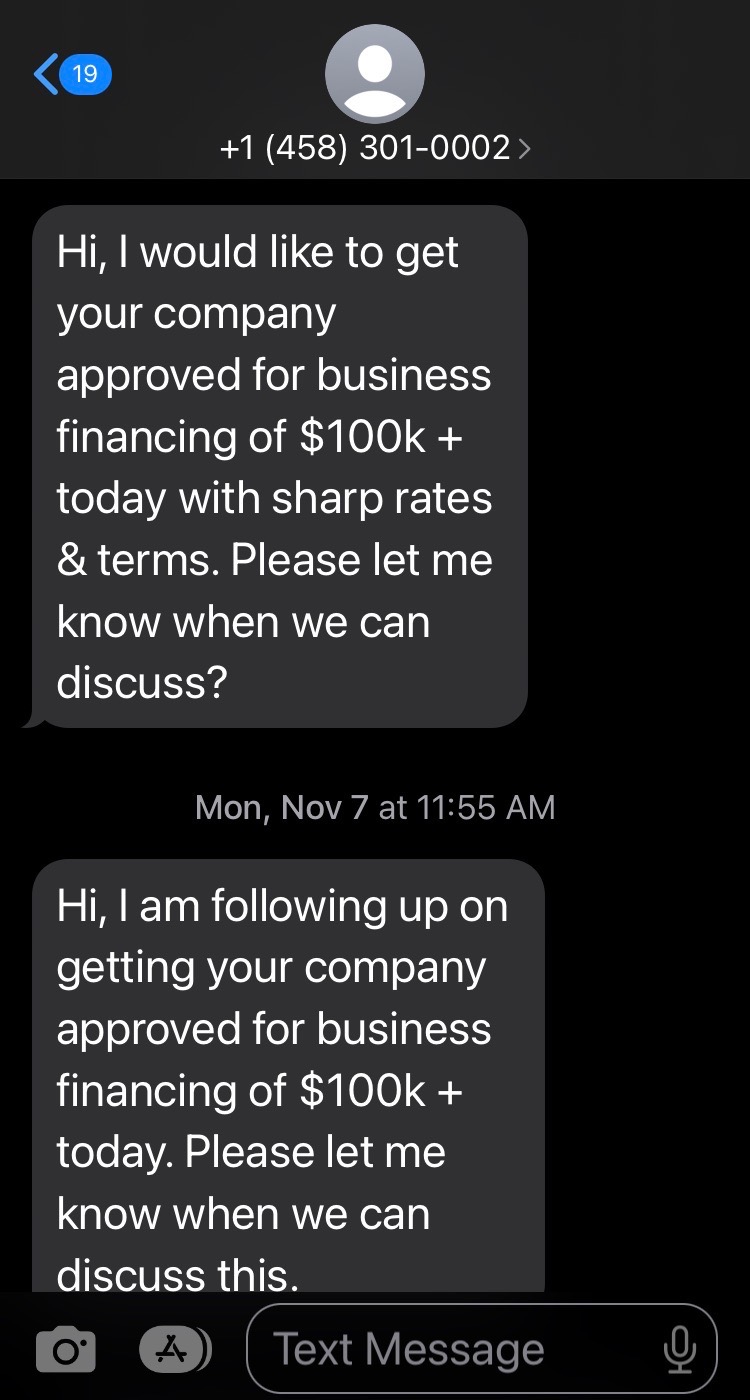 19
+1 (458) 301-0002
Hi, I would like to get
your company
approved for business
financing of $100k +
today with sharp rates
& terms. Please let me
know when we can
discuss?
Mon, Nov 7 at 11:55 AM
Hi, I am following up on
getting your company
approved for business
financing of $100k +
today. Please let me
know when we can
discuss this.
Text Message